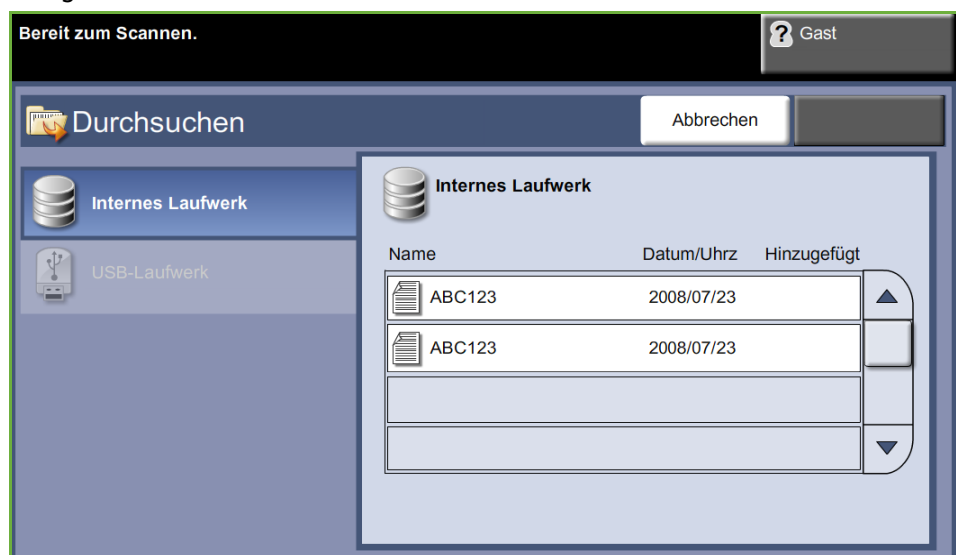 Bereit zum Scannen.
? Gast
Durchsuchen
Abbrechen
Internes Laufwerk
USB-Laufwerk
Internes Laufwerk
Name Datum/Uhrz Hinzugefügt
ABC123 2008/07/23
ABC123 2008/07/23